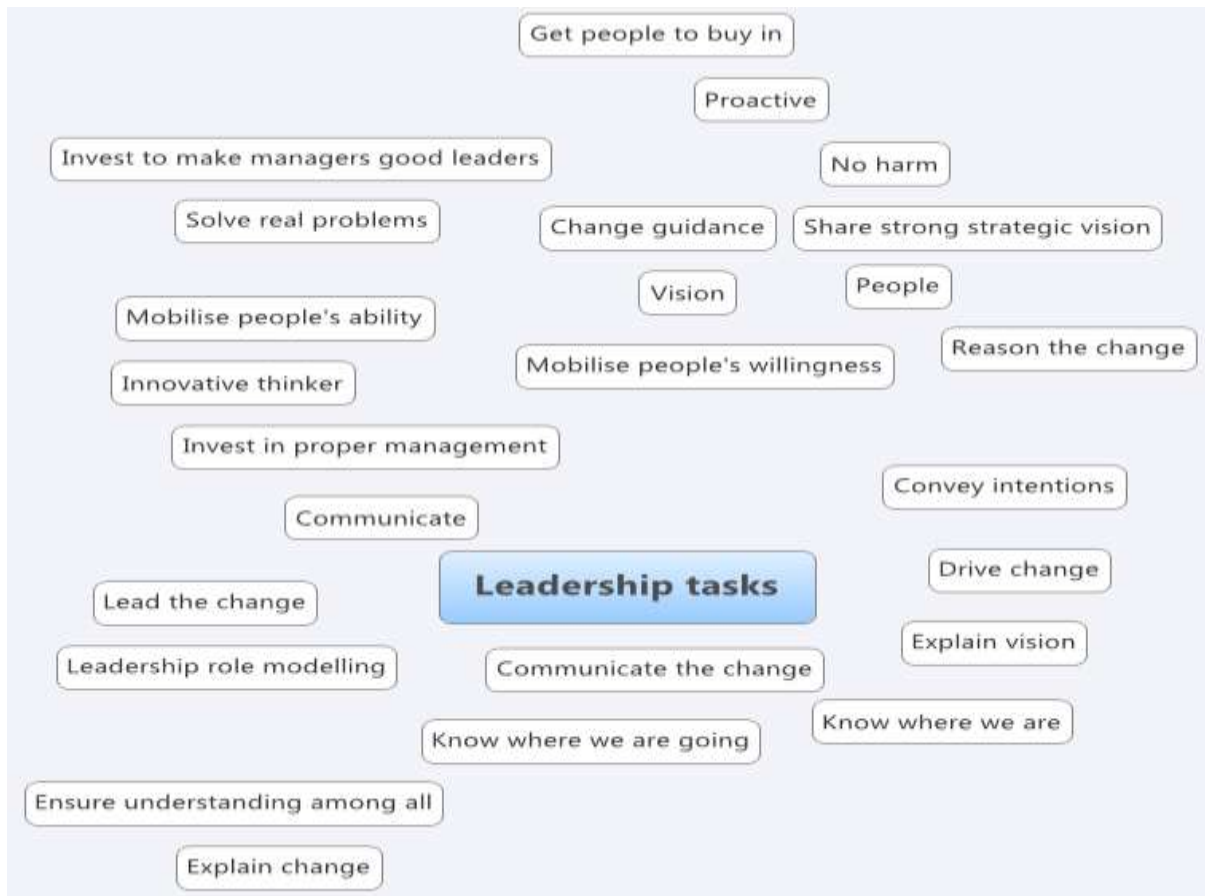 Get people to buy in
Proactive
Invest to make managers good leaders
No harm
Solve real problems
Change guidance
Share strong strategic vision
Vision
People
Mobilise people's ability
Reason the change
Mobilise people's willingness
Innovative thinker
Invest in proper management
Convey intentions
Communicate
Leadership tasks
Drive change
Lead the change
Explain vision
Leadership role modelling
Communicate the change
Know where we are
Know where we are going
Ensure understanding among all
Explain change